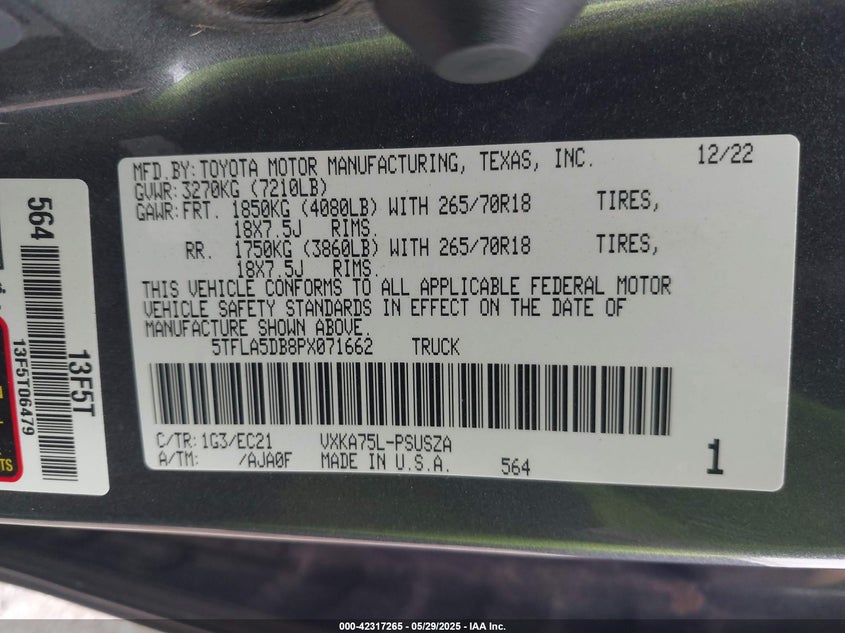 MFD.BY:TOYOTA MOTOR MANUFACTURING, TEXAS, INC. 12/22
GVWR:3270KG (7210LB)
GAWR:FRT. 1850KG (4080LB) WITH 265/70R18 TIRES,
18X7.5J RIMS.
RR. 1750KG (3860LB) WITH 265/70R18 TIRES,
18X7.5J RIMS.
THIS VEHICLE CONFORMS TO ALL APPLICABLE FEDERAL MOTOR
VEHICLE SAFETY STANDARDS IN EFFECT ON THE DATE OF
MANUFACTURE SHOWN ABOVE.
5TFLA5DB8PX071662 TRUCK
C/TR:1G3/EC21 VXKA75L-PSUSZA
A/TM: /AJA0F MADE IN U.S.A. 564 1
564
13F5T
13F5T06479
TS
000-42317265 - 05/29/2025 - IAA Inc.